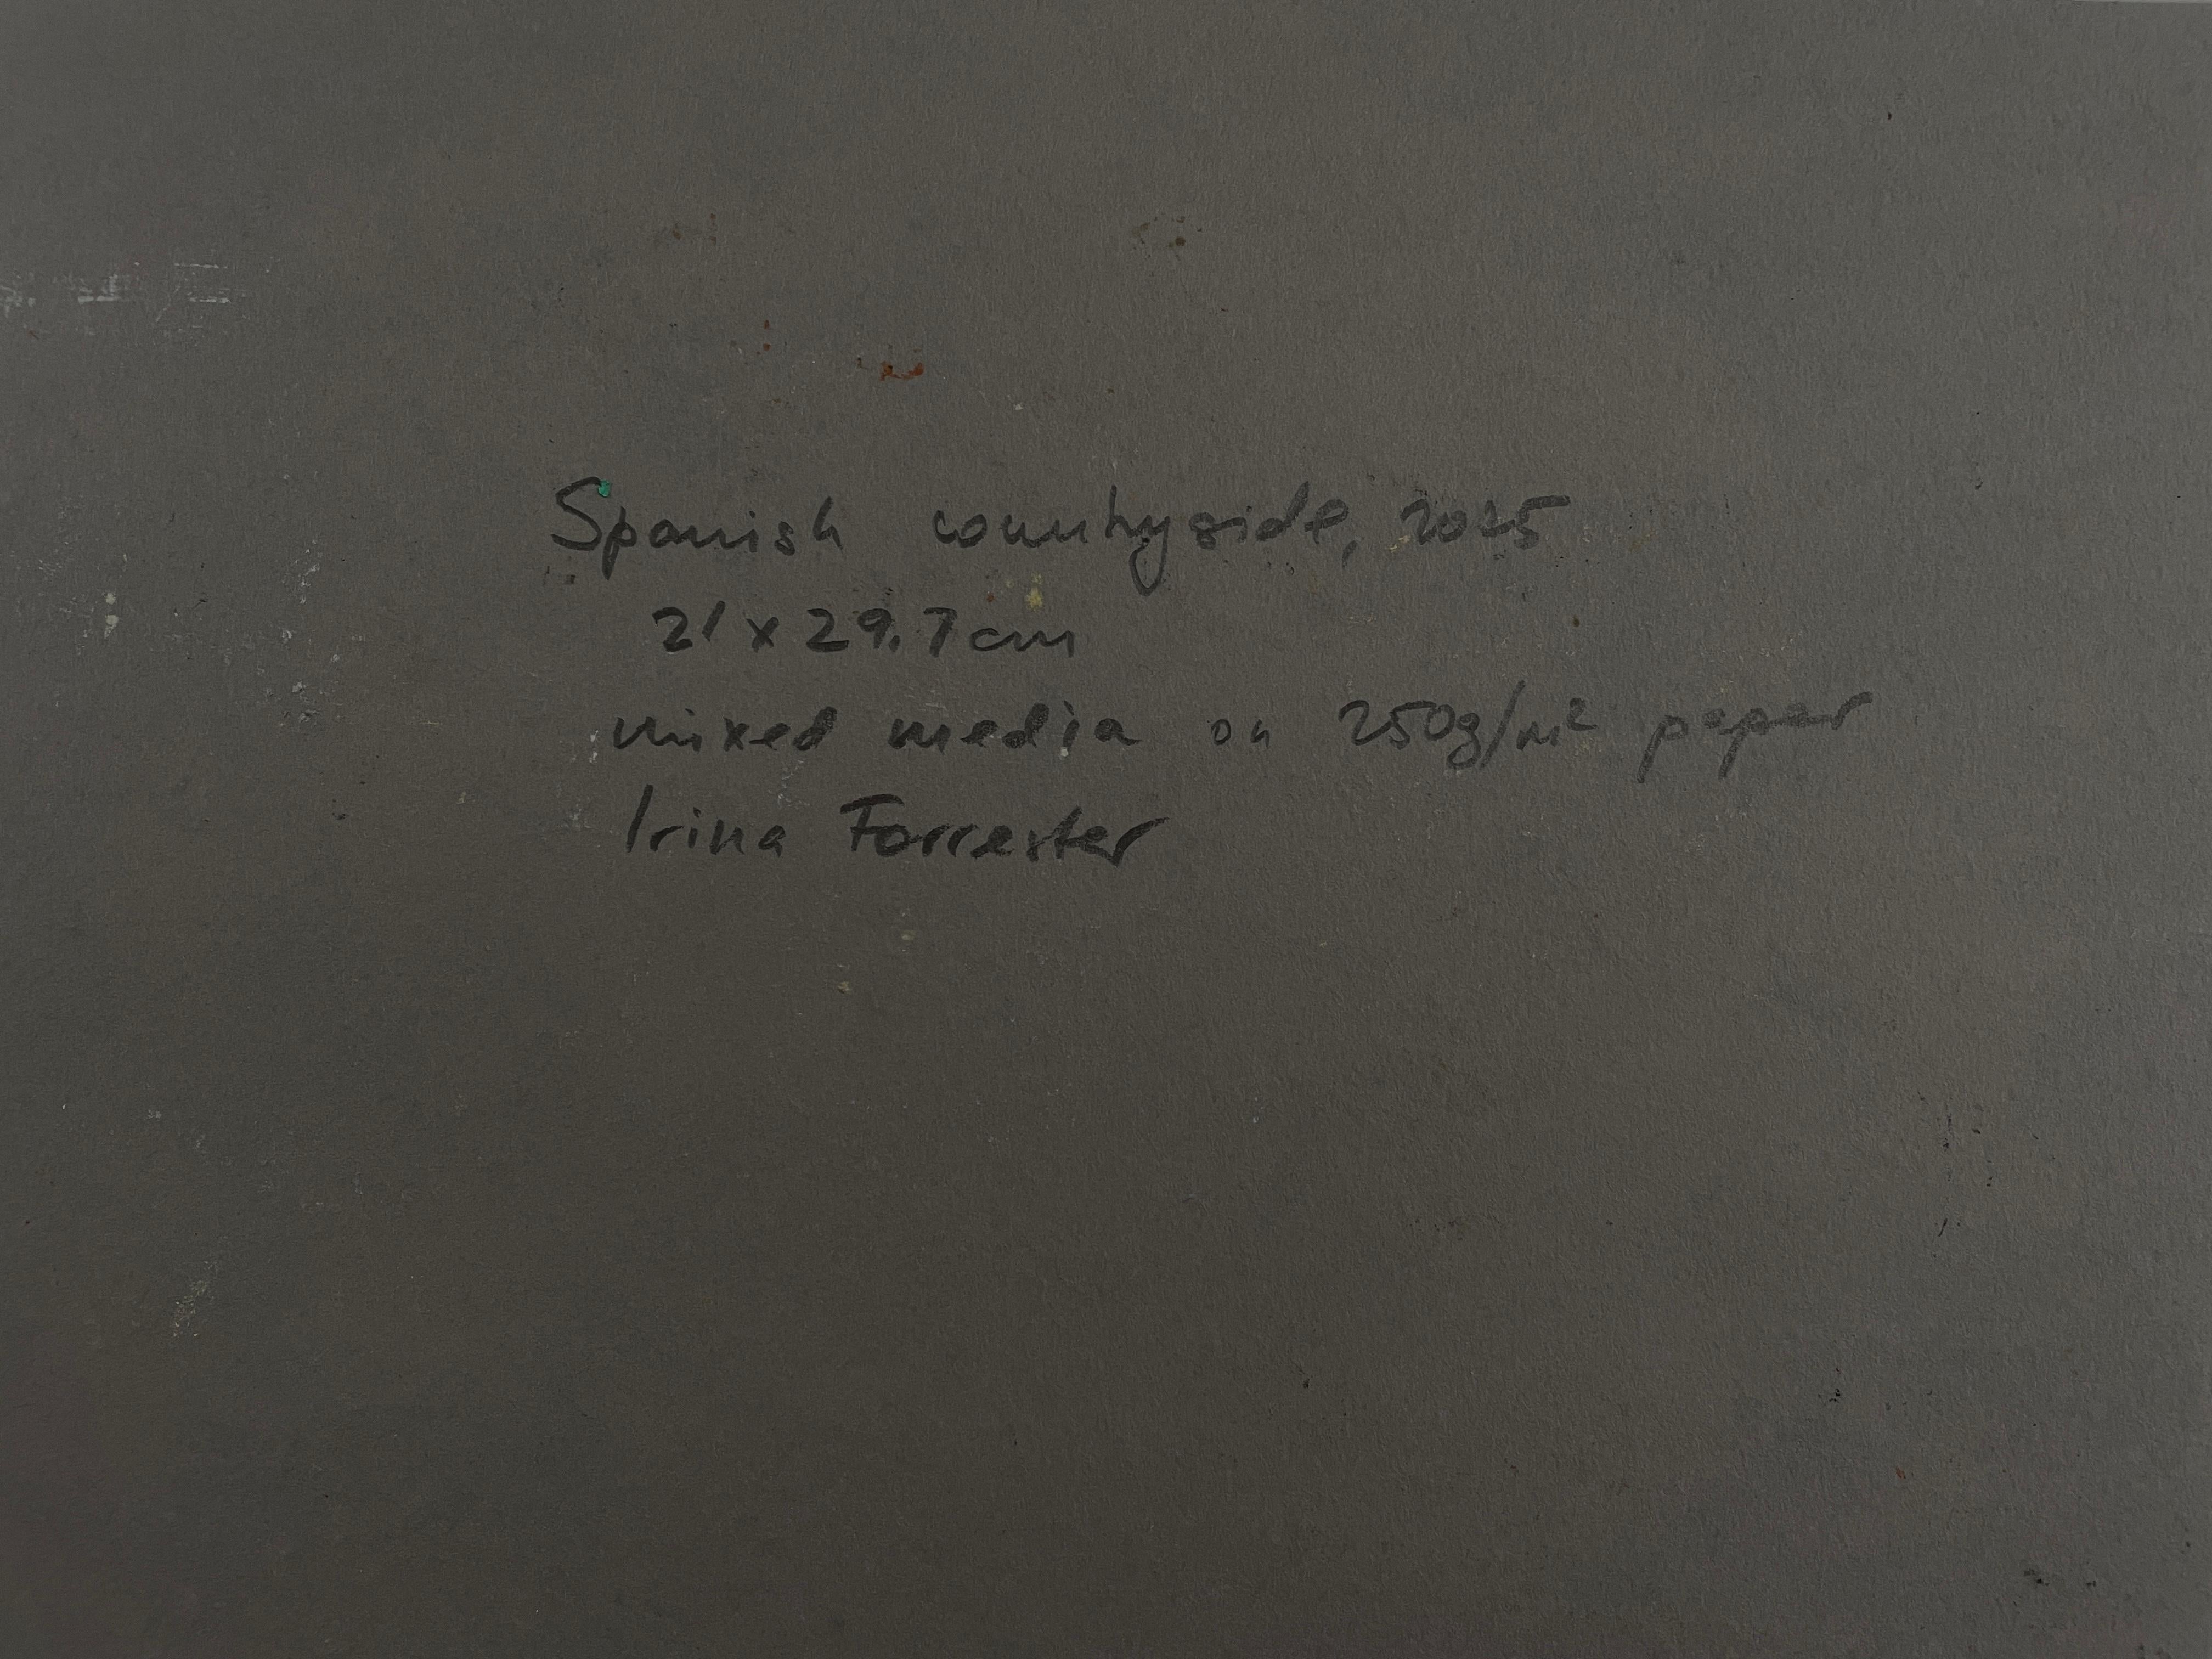 Spanish countryside, 2025
21 x 29.7cm
mixed media on 250g/m² paper
Irina Forrester